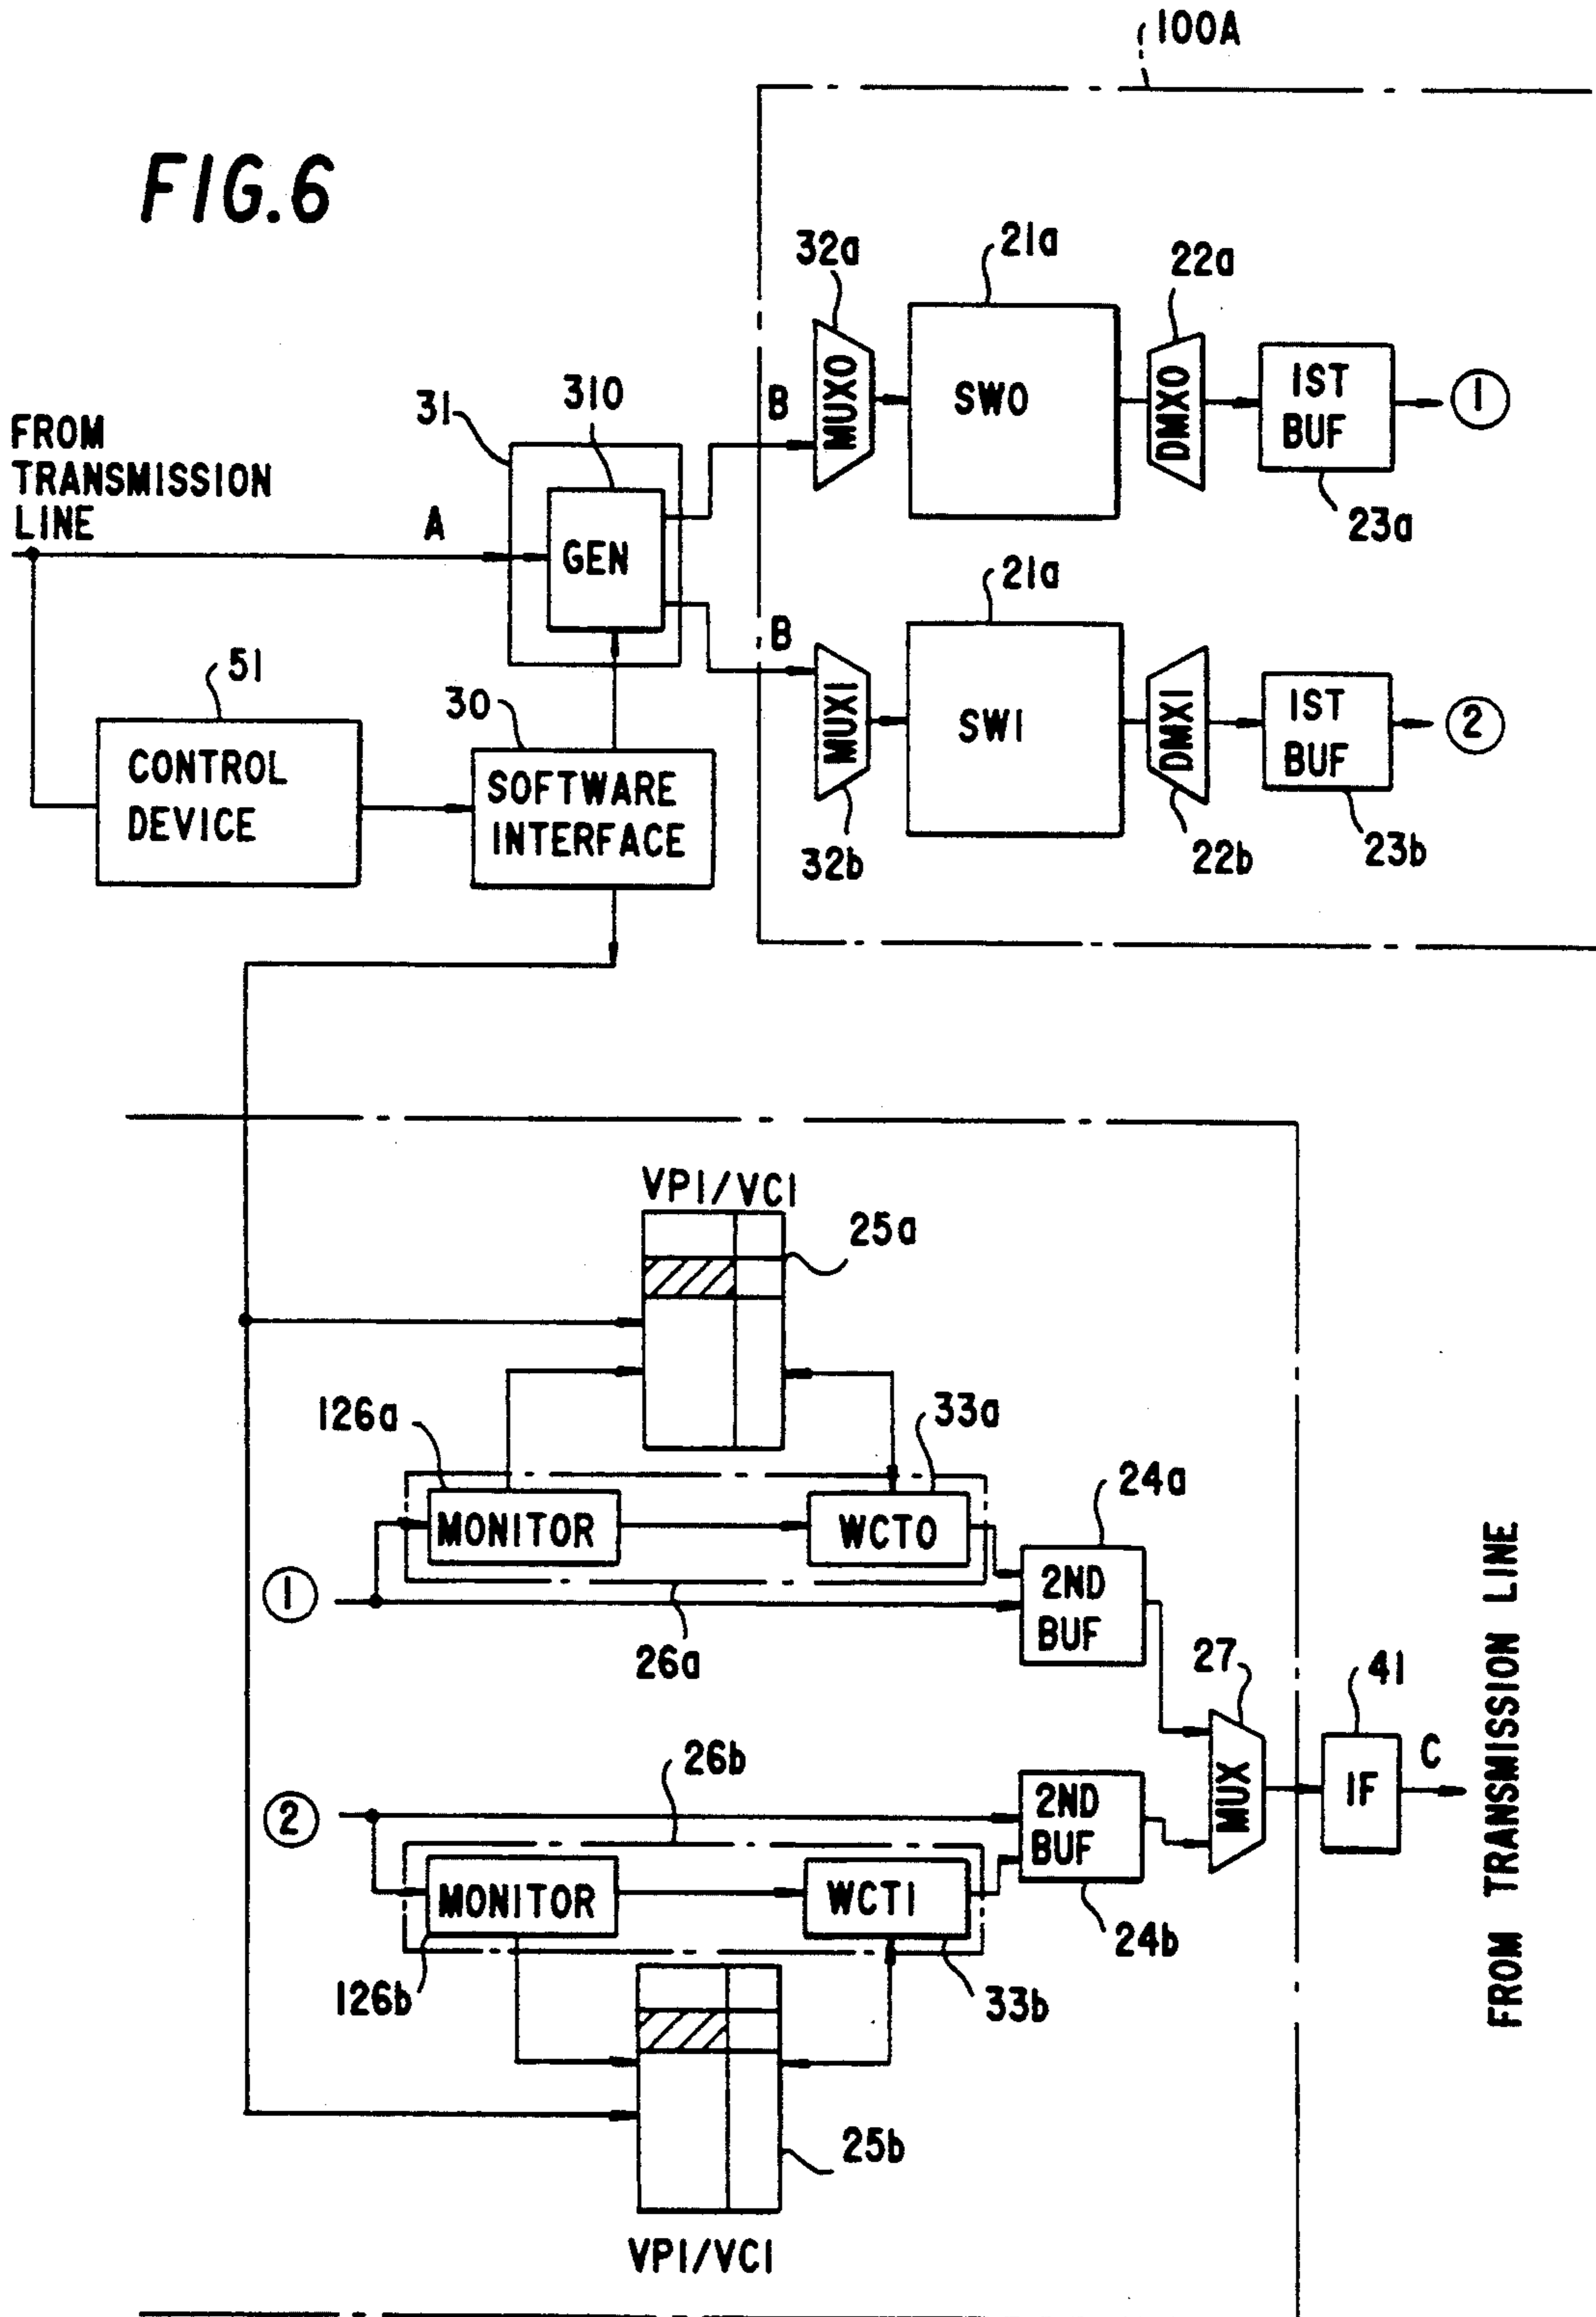 100A
FIG.6
32a
21a
22a
MUX0
SW0
DMX0
1ST
BUF
1
23a
FROM
TRANSMISSION
LINE
A
31
310
GEN
B
B
21a
MUX1
SW1
DMX1
1ST
BUF
2
32b
22b
23b
51
CONTROL
DEVICE
30
SOFTWARE
INTERFACE
VPI/VCI
25a
126a
33a
MONITOR
WCT0
24a
1
2ND
BUF
26a
27
41
26b
2
2ND
BUF
MUX
IF
C
FROM TRANSMISSION LINE
MONITOR
WCT1
24b
126b
33b
25b
VPI/VCI